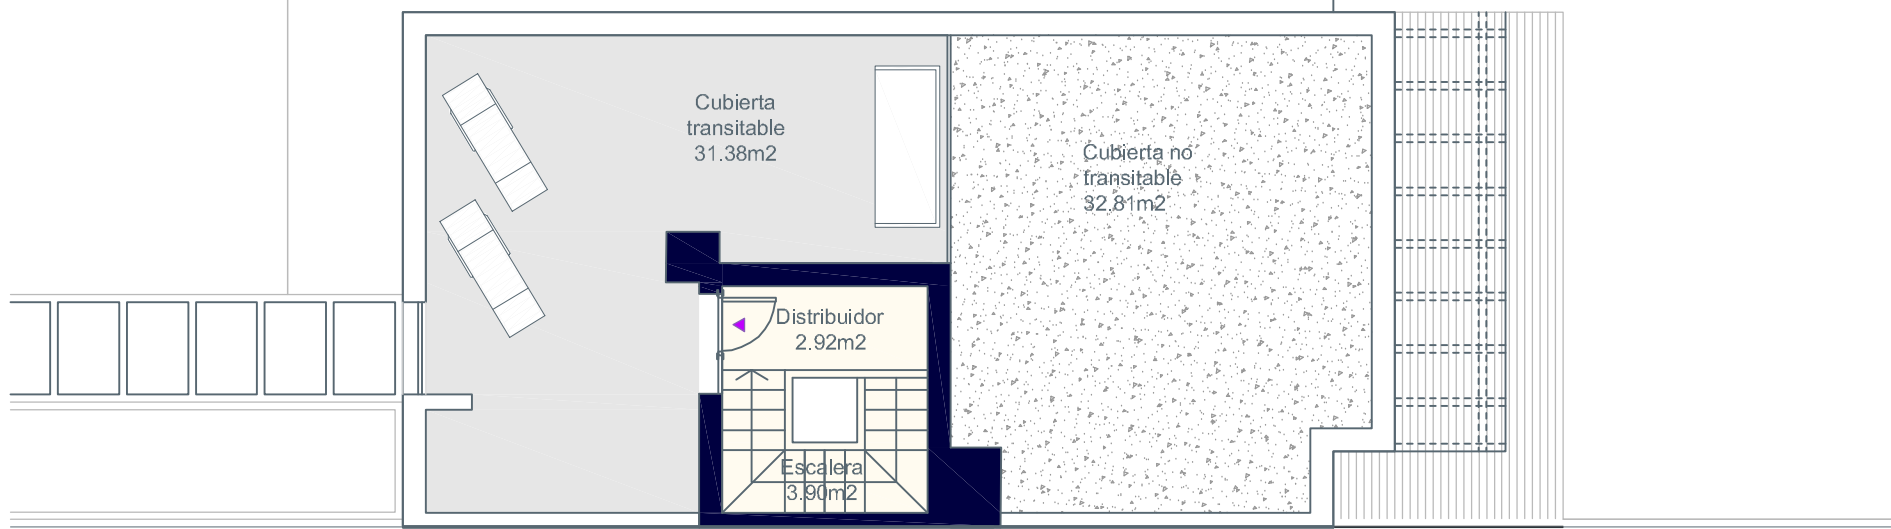 Cubierta
transitable
31.38m2
Cubierta no
transitable
32.81m2
Distribuidor
2.92m2
Escalera
3.90m2